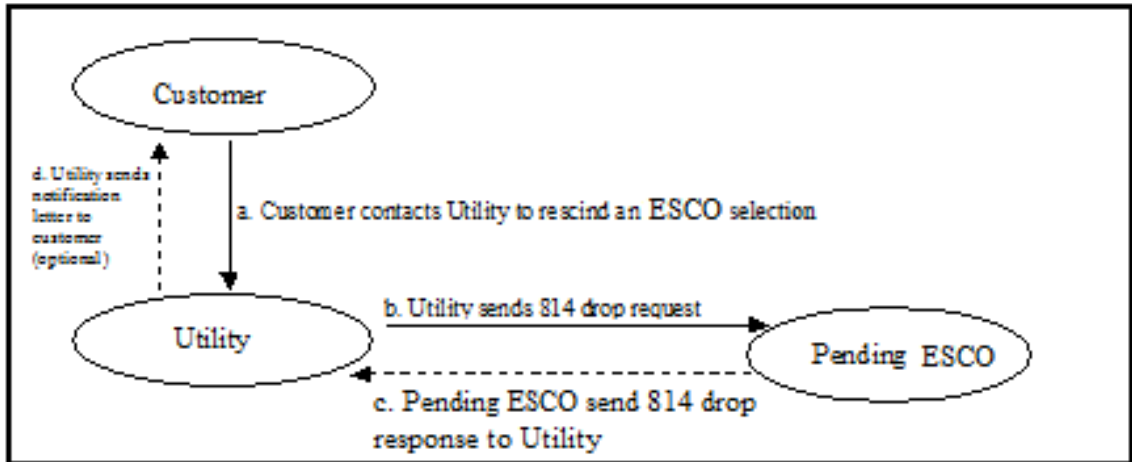 Customer
d. Utility sends
notification
letter to
customer
(optional)
a. Customer contacts Utility to rescind an ESCO selection
b. Utility sends 814 drop request
Utility
Pending ESCO
c. Pending ESCO send 814 drop
response to Utility